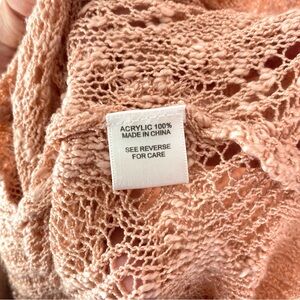 ACRYLIC 100%
MADE IN CHINA
SEE REVERSE
FOR CARE